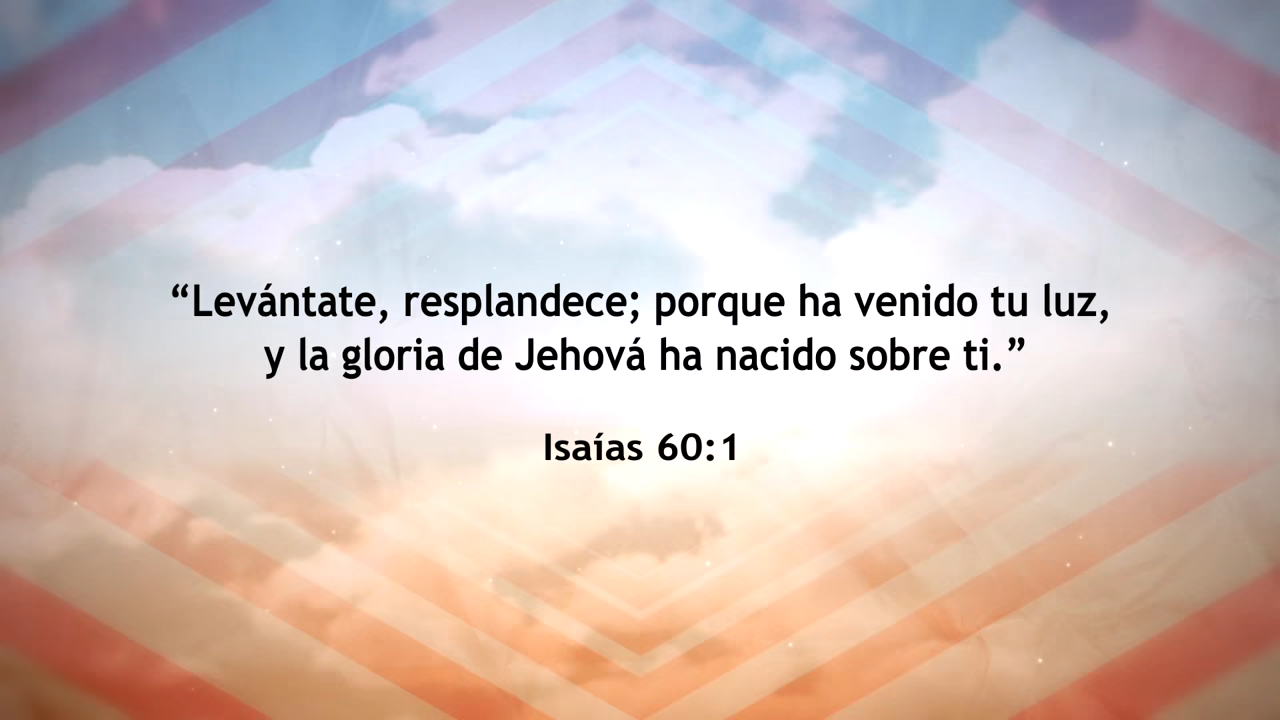 “Levántate, resplandece; porque ha venido tu luz,
y la gloria de Jehová ha nacido sobre ti.”
Isaías 60:1